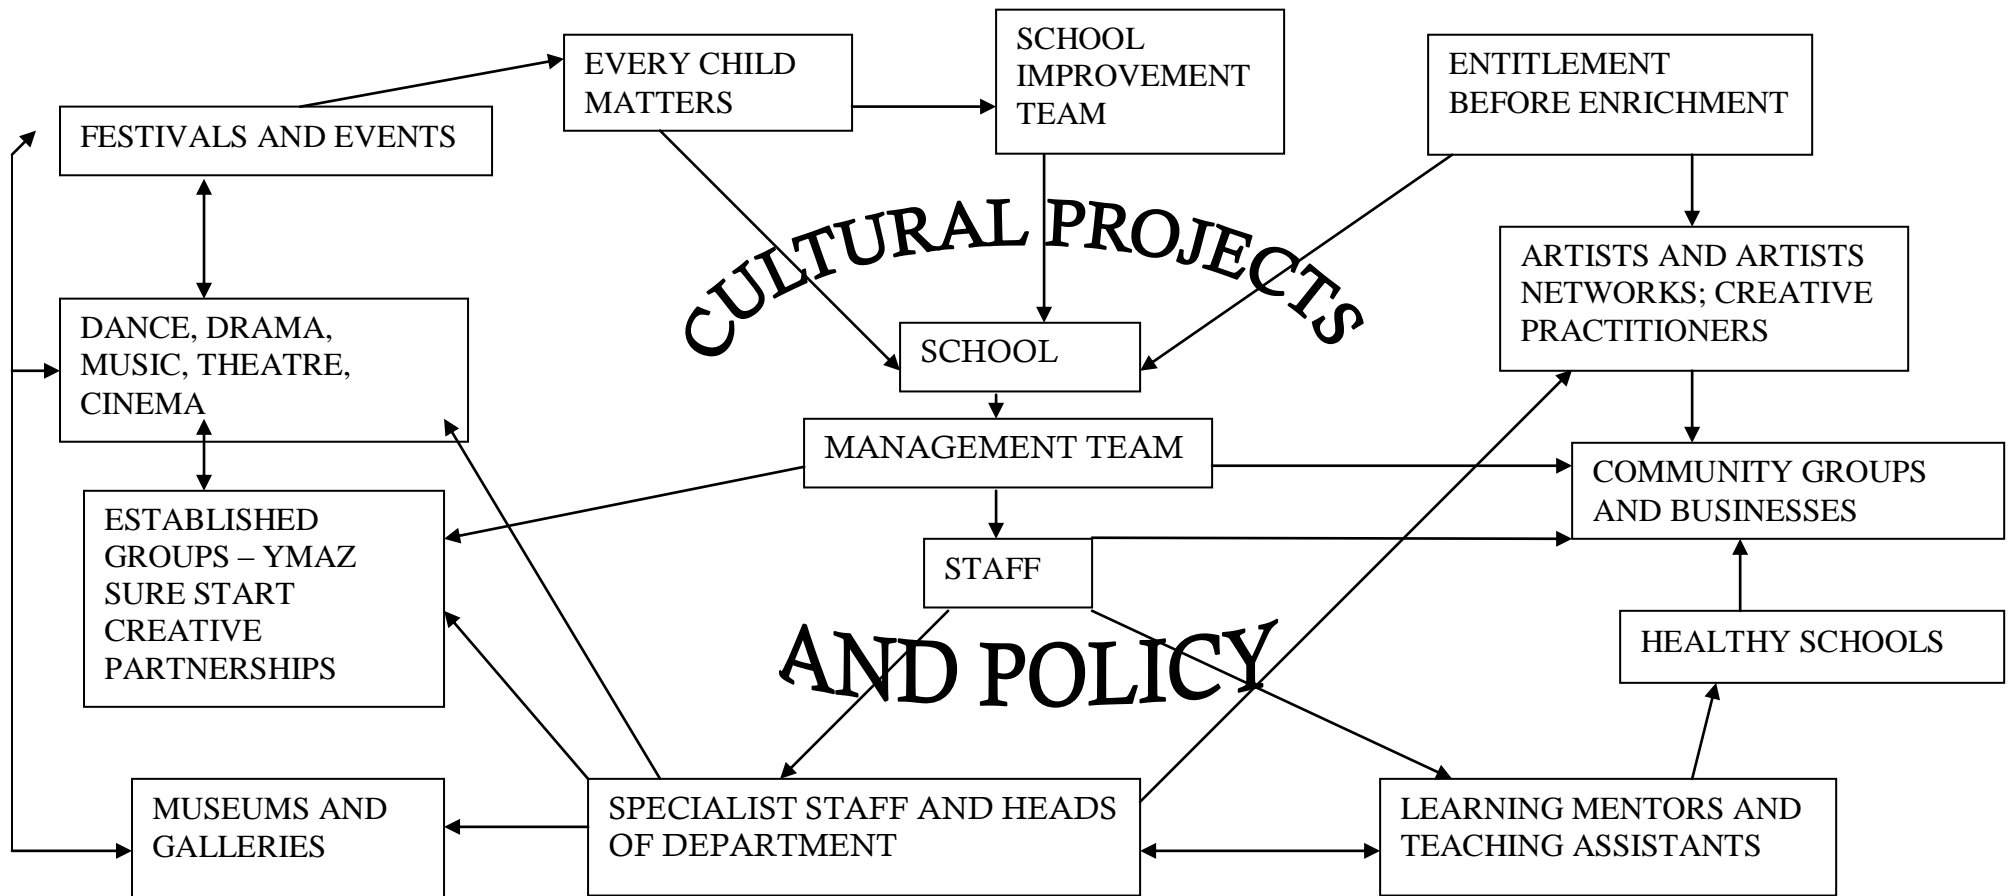 EVERY CHILD
MATTERS
SCHOOL
IMPROVEMENT
TEAM
ENTITLEMENT
BEFORE ENRICHMENT
FESTIVALS AND EVENTS
CULTURAL PROJECTS
ARTISTS AND ARTISTS
NETWORKS; CREATIVE
PRACTITIONERS
DANCE, DRAMA,
MUSIC, THEATRE,
CINEMA
SCHOOL
MANAGEMENT TEAM
COMMUNITY GROUPS
AND BUSINESSES
ESTABLISHED
GROUPS – YMAZ
SURE START
CREATIVE
PARTNERSHIPS
STAFF
AND POLICY
HEALTHY SCHOOLS
MUSEUMS AND
GALLERIES
SPECIALIST STAFF AND HEADS
OF DEPARTMENT
LEARNING MENTORS AND
TEACHING ASSISTANTS